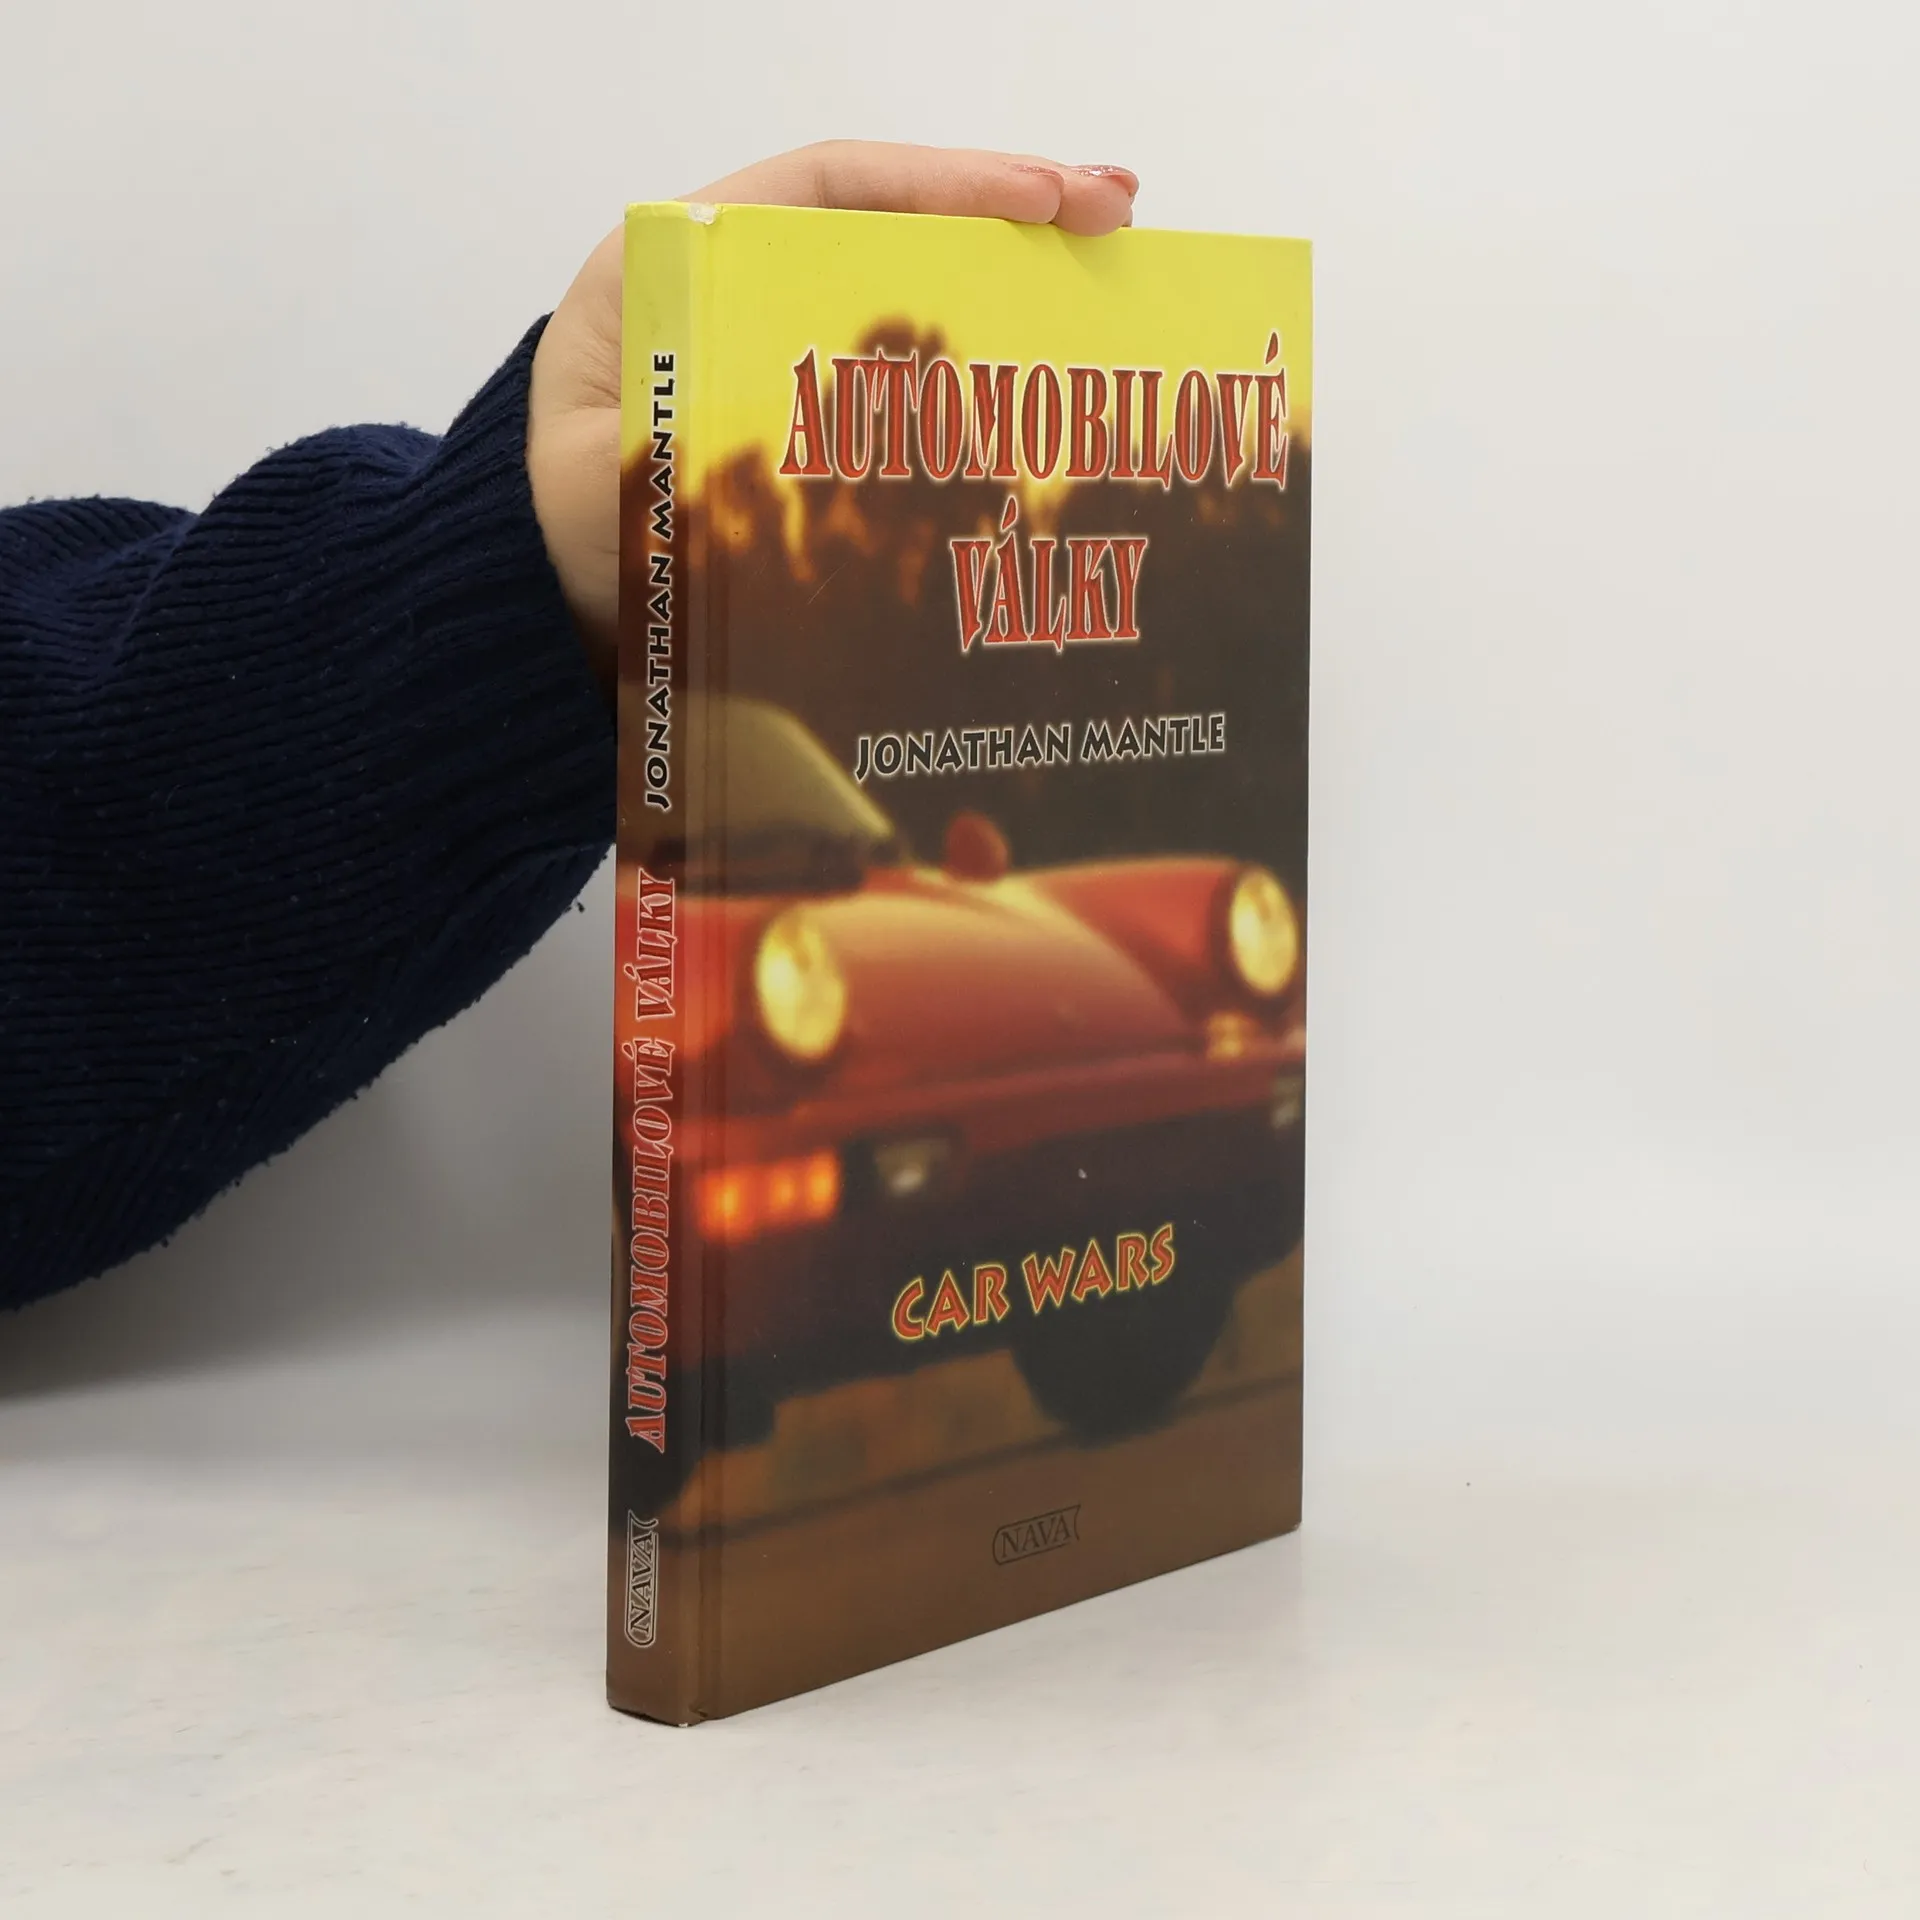 AUTOMOBILOVÉ
VÁLKY
JONATHAN MANTLE
CAR WARS
NAVA
JONATHAN MANTLE
AUTOMOBILOVÉ VÁLKY
NAVA